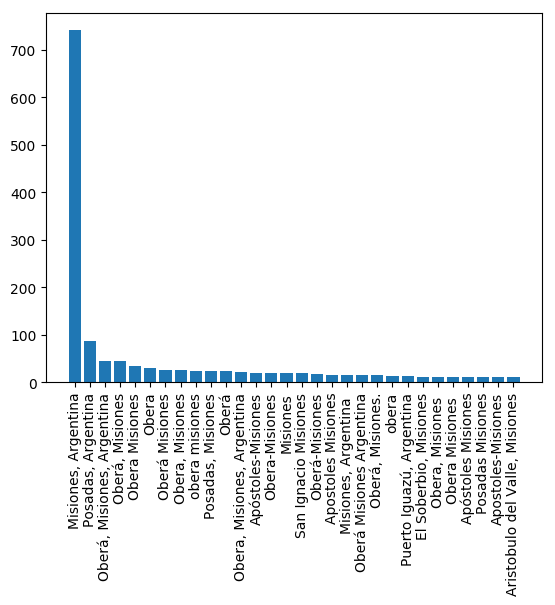 700
600
500
400
300
200
100
0
Misiones, Argentina
Posadas, Argentina
Oberá, Misiones, Argentina
Oberá, Misiones
Obera Misiones
Obera
Oberá Misiones
Obera, Misiones
obera misiones
Posadas, Misiones
Oberá
Obera, Misiones, Argentina
Apóstoles-Misiones
Obera-Misiones
Misiones
San Ignacio Misiones
Oberá-Misiones
Apostoles Misiones
Misiones, Argentina
Oberá Misiones Argentina
Oberá, Misiones.
obera
Puerto Iguazú, Argentina
El Soberbio, Misiones
Obera, Misiones
Obera Misiones
Apóstoles Misiones
Posadas Misiones
Apostoles-Misiones
Aristobulo del Valle, Misiones